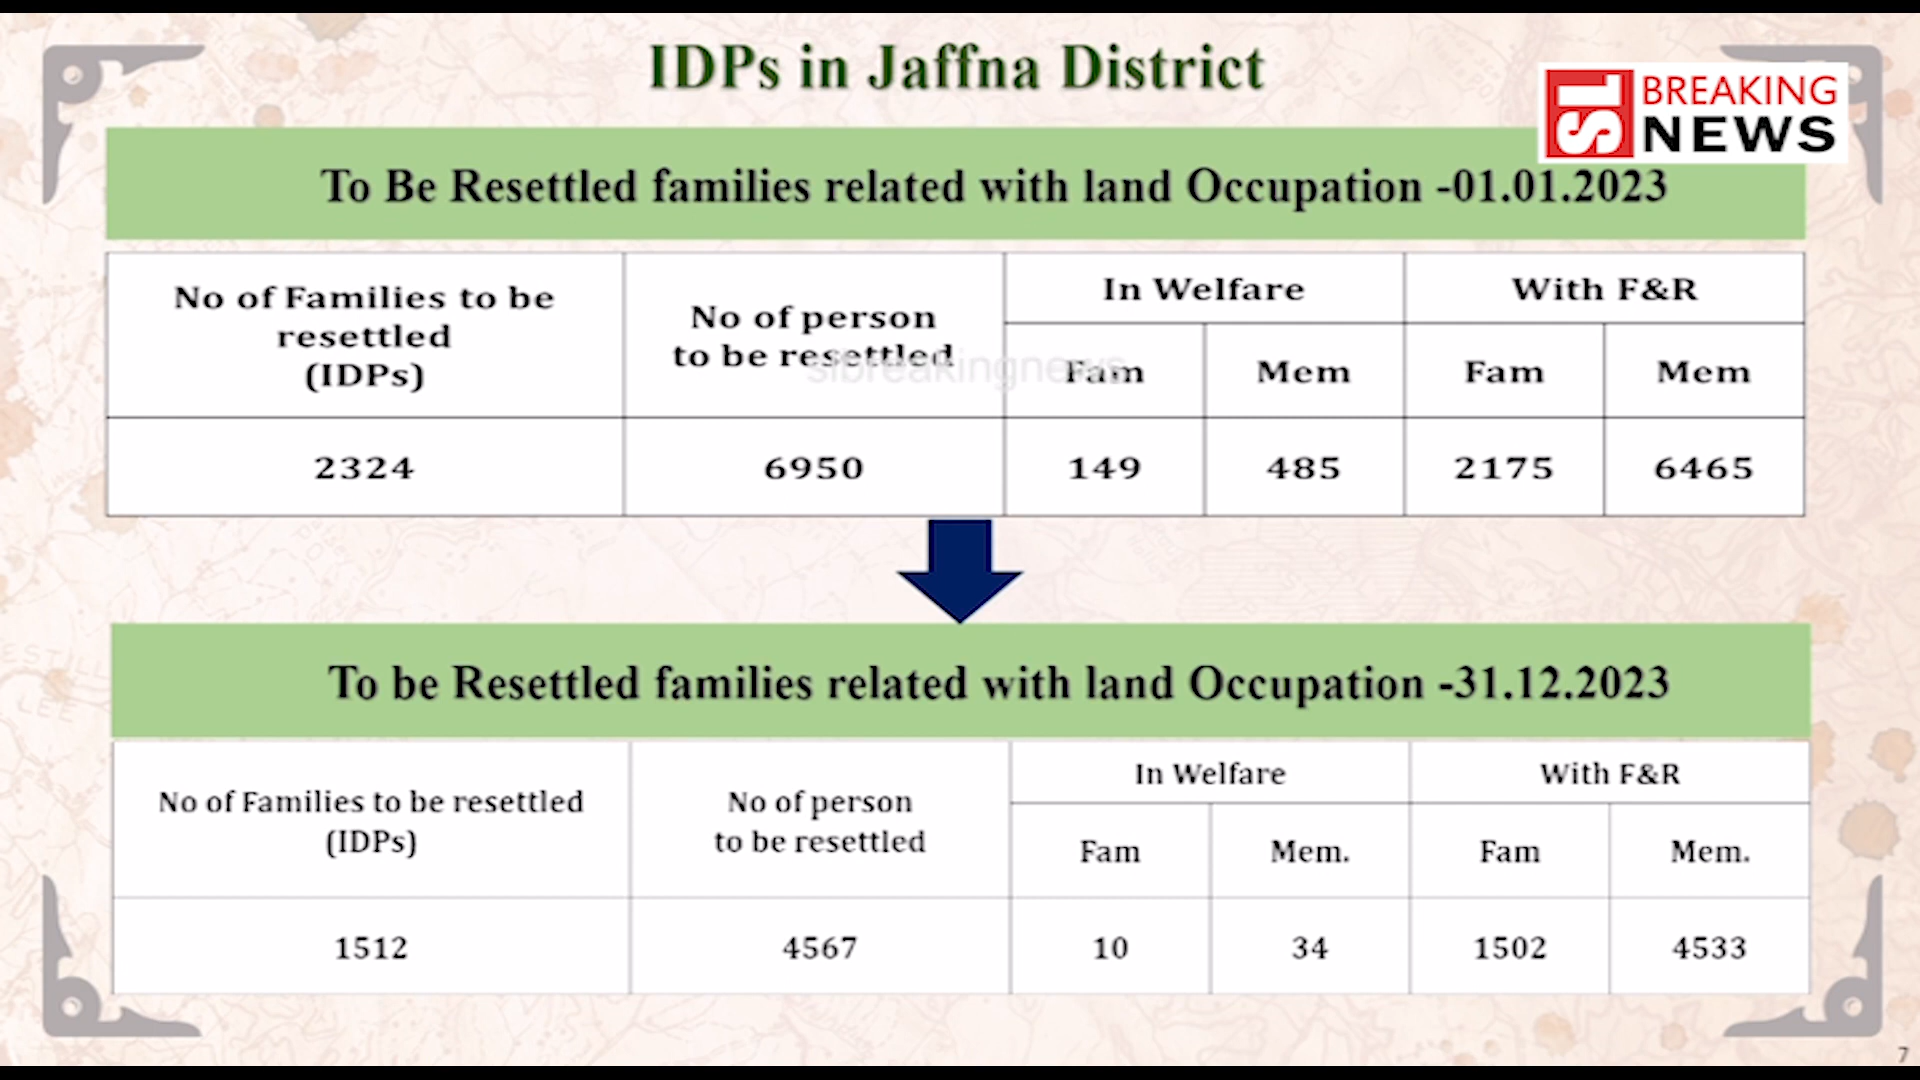 IDPs in Jaffna District
SL
BREAKING
NEWS
To Be Resettled families related with land Occupation -01.01.2023
No of Families to be
resettled
(IDPs)
No of person
to be resettled
In Welfare
With F&R
Fam
Mem
Fam
Mem
slbreakingnews
2324
6950
149
485
2175
6465
To be Resettled families related with land Occupation -31.12.2023
No of Families to be resettled
(IDPs)
No of person
to be resettled
In Welfare
With F&R
Fam
Mem.
Fam
Mem.
1512
4567
10
34
1502
4533
7